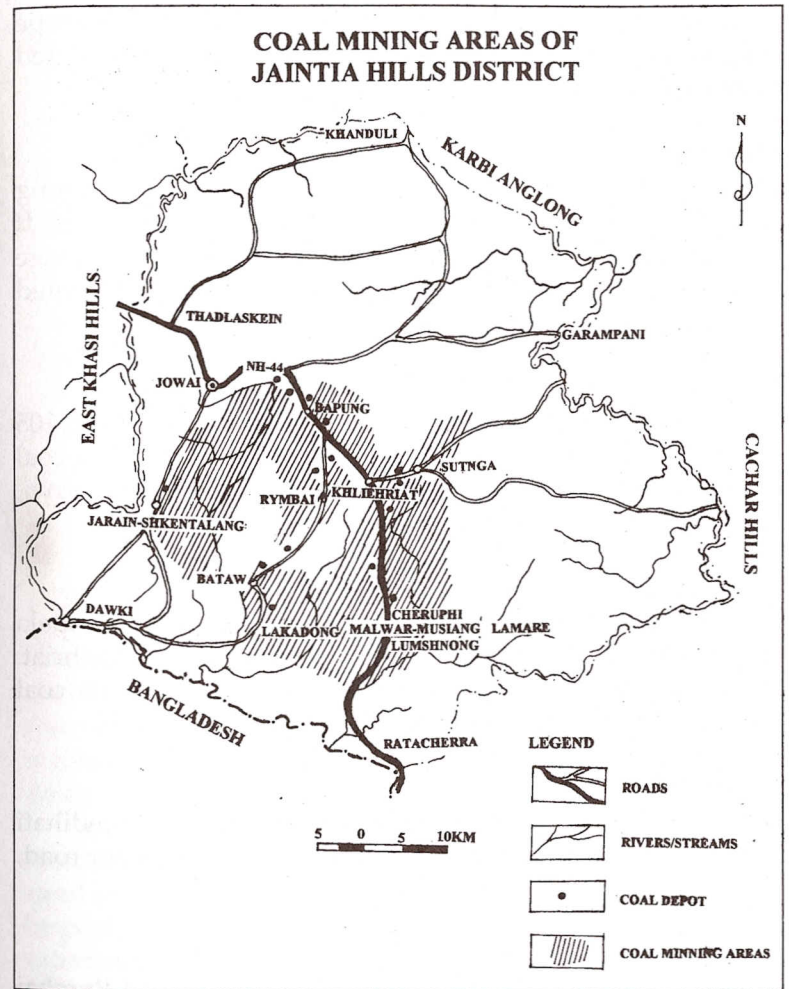 COAL MINING AREAS OF
JAINTIA HILLS DISTRICT
N
KHANDULI
KARBI ANGLONG
EAST KHASI HILLS
THADLASKEIN
GARAMPANI
NH-44
JOWAI
BAPUNG
SUTNGA
CACHAR HILLS
RYMBAI
KHLIEHRIAT
JARAIN-SHKENTALANG
BATAW
DAWKI
CHERUPHI
LAKADONG
MALWAR-MUSIANG
LAMARE
LUMSHNONG
BANGLADESH
RATACHERRA
LEGEND
ROADS
RIVERS/STREAMS
COAL DEPOT
COAL MINNING AREAS
5 0 5 10KM